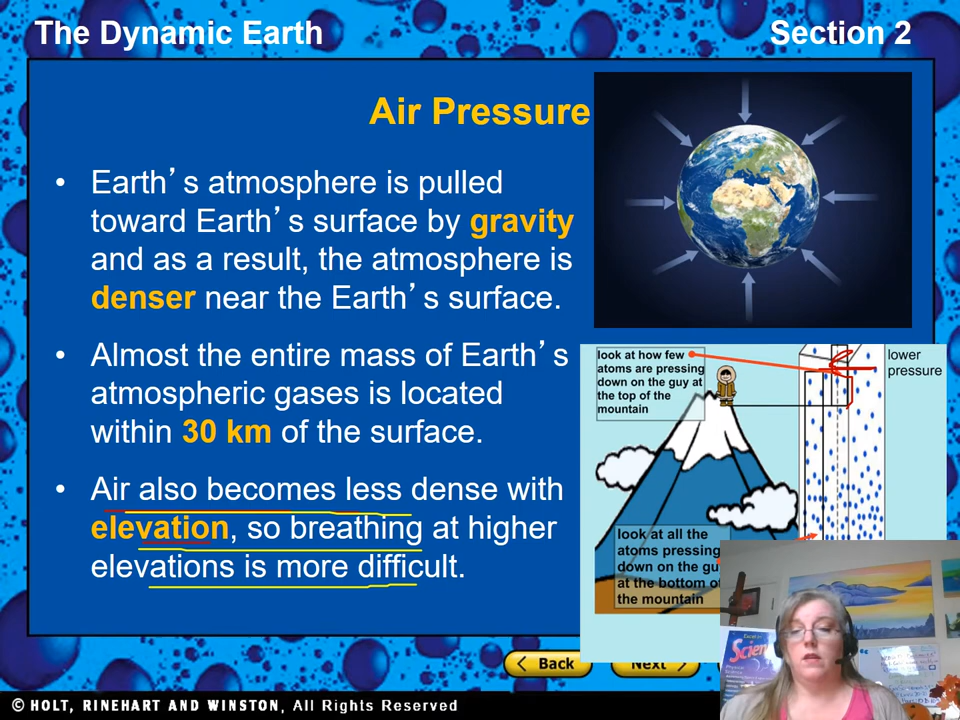 The Dynamic Earth
Section 2
Air Pressure
• Earth’s atmosphere is pulled
toward Earth’s surface by gravity
and as a result, the atmosphere is
denser near the Earth’s surface.
• Almost the entire mass of Earth’s
atmospheric gases is located
within 30 km of the surface.
• Air also becomes less dense with
elevation, so breathing at higher
elevations is more difficult.
look at how few
atoms are pressing
down on the guy at
the top of the
mountain
lower
pressure
look at all the
atoms pressing
down on the
at the bottom
the mountain
Back
Next
© HOLT, RINEHART AND WINSTON, All Rights Reserved